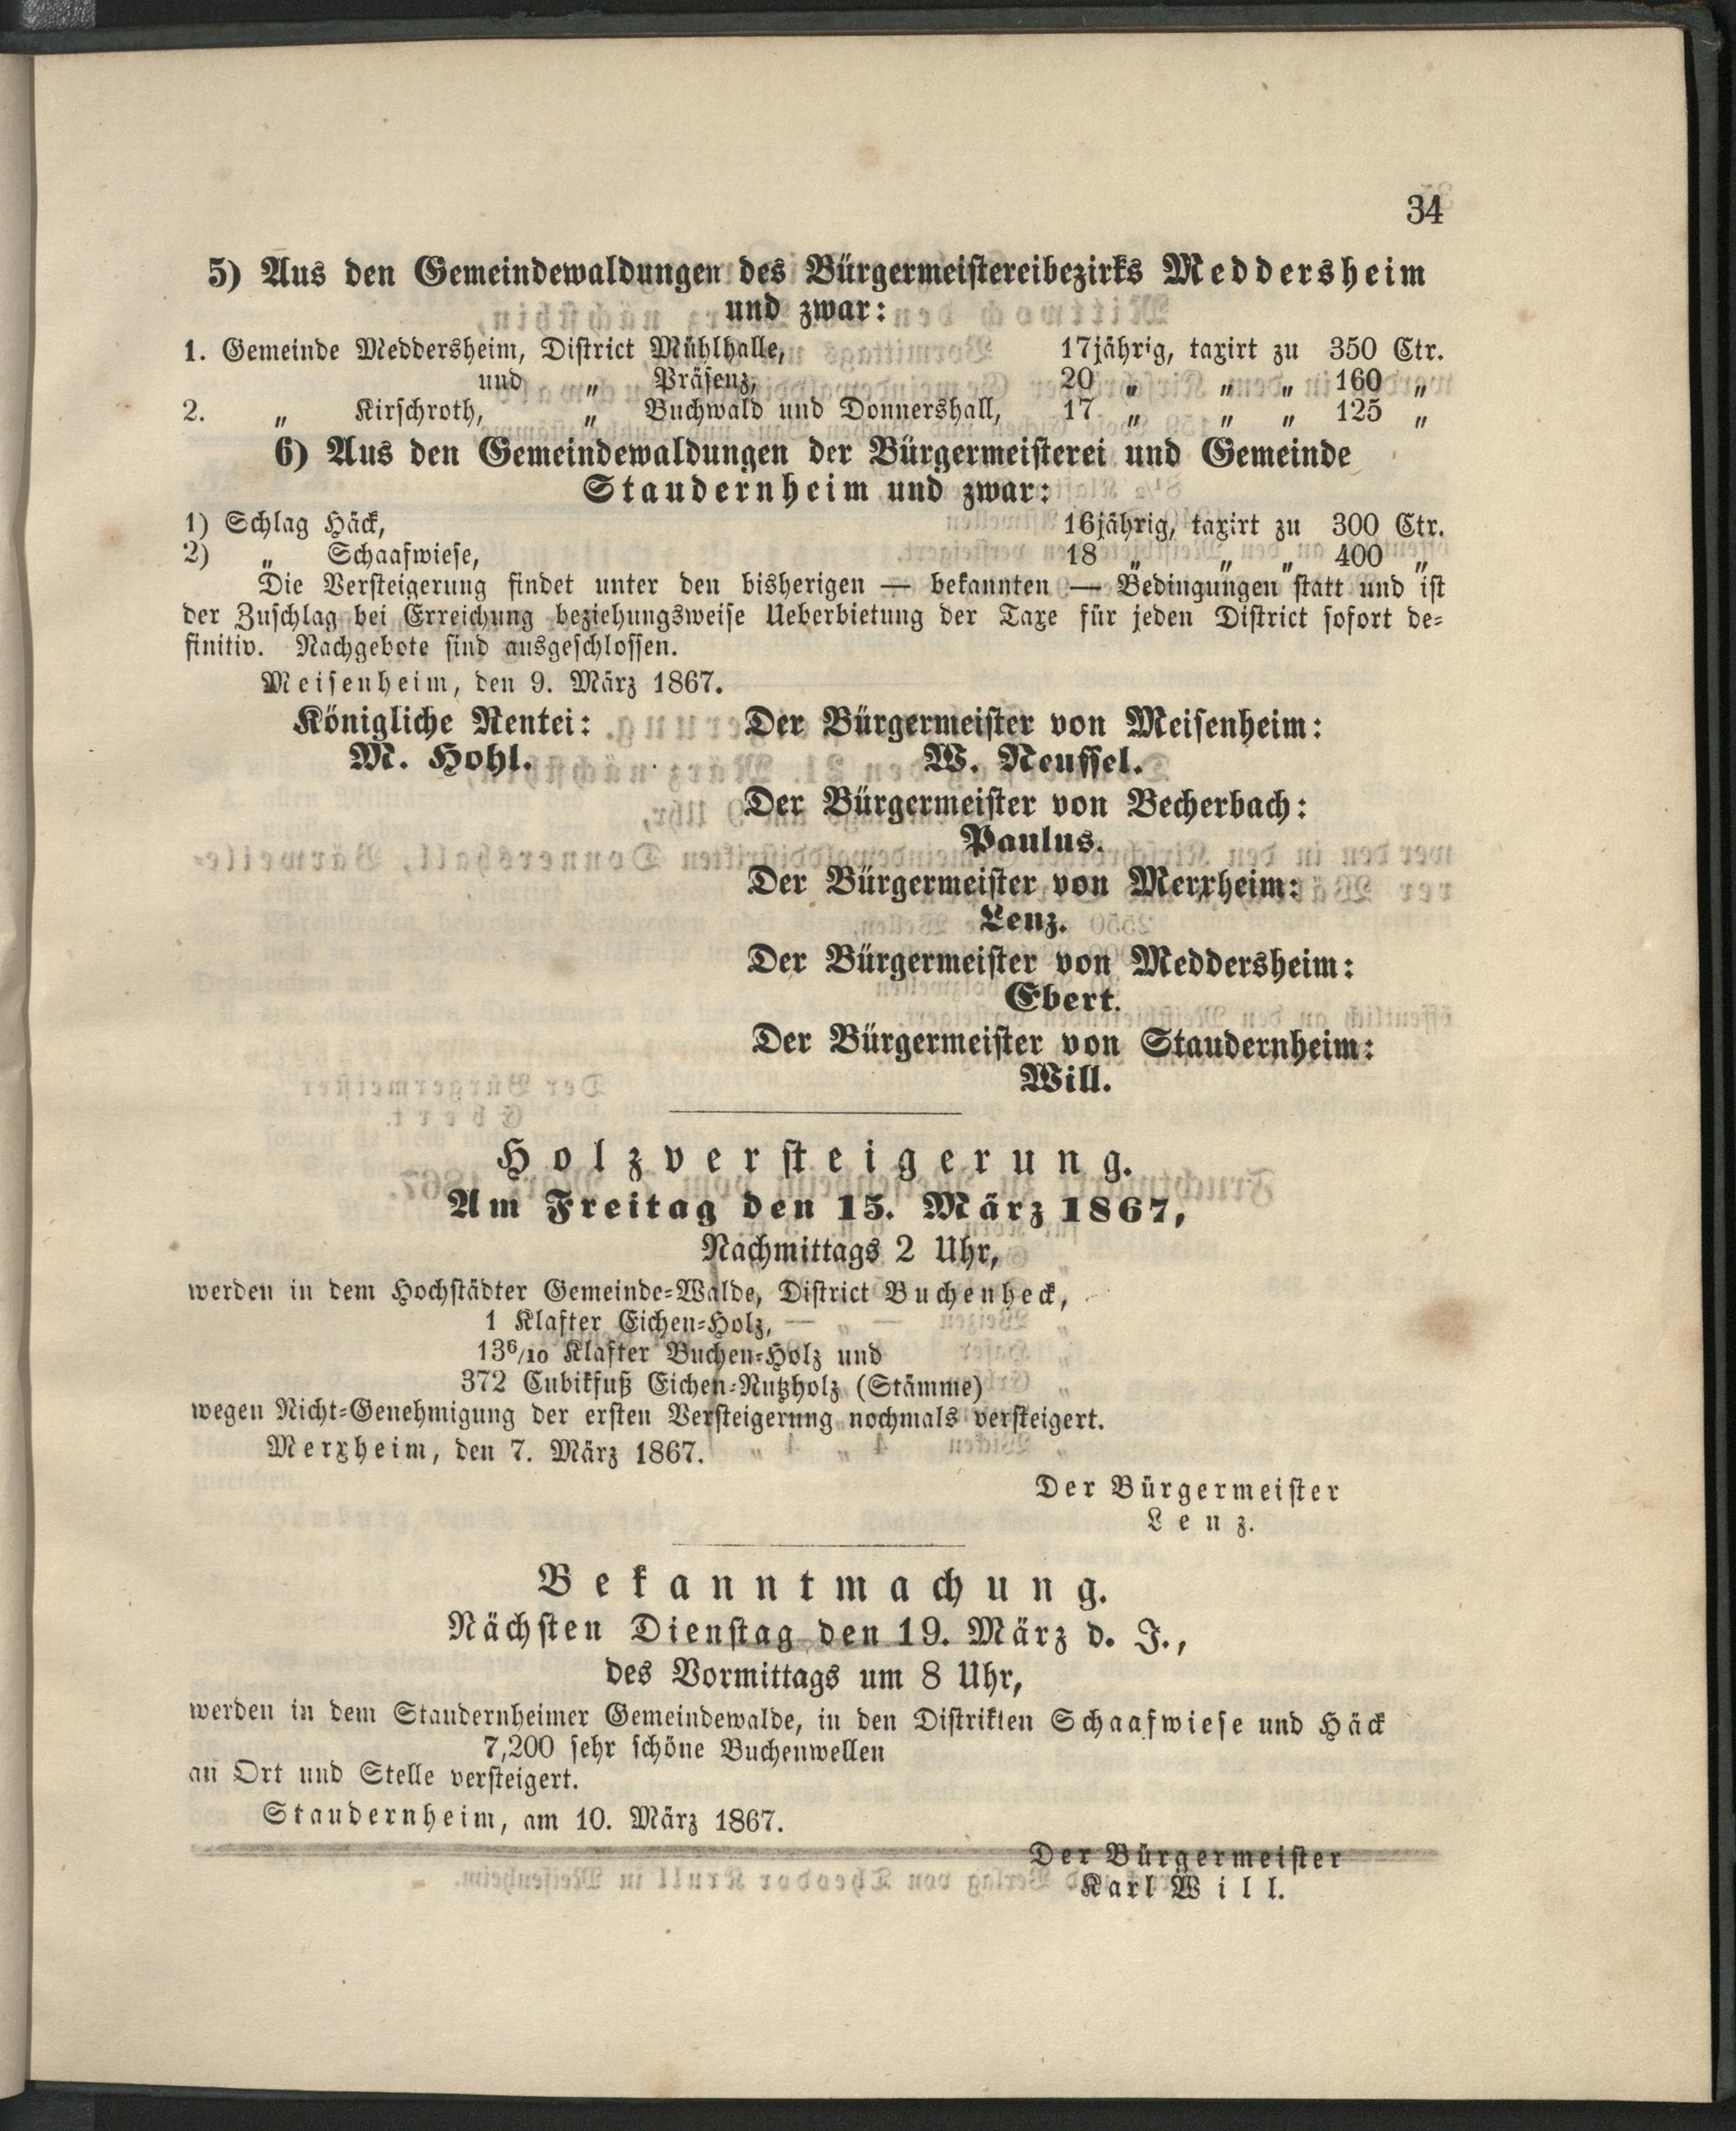 34
5) Aus den Gemeindewaldungen des Bürgermeistereibezirks Meddersheim
und zwar:
1. Gemeinde Meddersheim, District Mühlhalle, 17jährig, taxirt zu 350 Ctr.
und „ Präsenz, 20 „ „ „ 160 „
2. „ Kirschroth, „ Buchwald und Donnershall, 17 „ „ „ 125 „
6) Aus den Gemeindewaldungen der Bürgermeisterei und Gemeinde
Staudernheim und zwar:
1) Schlag Häck, 16jährig, taxirt zu 300 Ctr.
2) „ Schaafwiese, 18 „ „ „ 400 „
Die Versteigerung findet unter den bisherigen — bekannten — Bedingungen statt und ist
der Zuschlag bei Erreichung beziehungsweise Ueberbietung der Taxe für jeden District sofort de-
finitiv. Nachgebote sind ausgeschlossen.
Meisenheim, den 9. März 1867.
Königliche Rentei: Der Bürgermeister von Meisenheim:
M. Hohl. W. Neussel.
Der Bürgermeister von Becherbach:
Paulus.
Der Bürgermeister von Merxheim:
Lenz.
Der Bürgermeister von Meddersheim:
Ebert.
Der Bürgermeister von Staudernheim:
Will.
Holzversteigerung.
Am Freitag den 15. März 1867,
Nachmittags 2 Uhr,
werden in dem Hochstädter Gemeinde-Walde, District Buchenheck,
1 Klafter Eichen-Holz,
13⁶/₁₀ Klafter Buchen-Holz und
372 Cubikfuß Eichen-Nutzholz (Stämme)
wegen Nicht-Genehmigung der ersten Versteigerung nochmals versteigert.
Merxheim, den 7. März 1867.
Der Bürgermeister
Lenz.
Bekanntmachung.
Nächsten Dienstag den 19. März d. J.,
des Vormittags um 8 Uhr,
werden in dem Staudernheimer Gemeindewalde, in den Distrikten Schaafwiese und Häck
7,200 sehr schöne Buchenwellen
an Ort und Stelle versteigert.
Staudernheim, am 10. März 1867.
Der Bürgermeister
Karl Will.